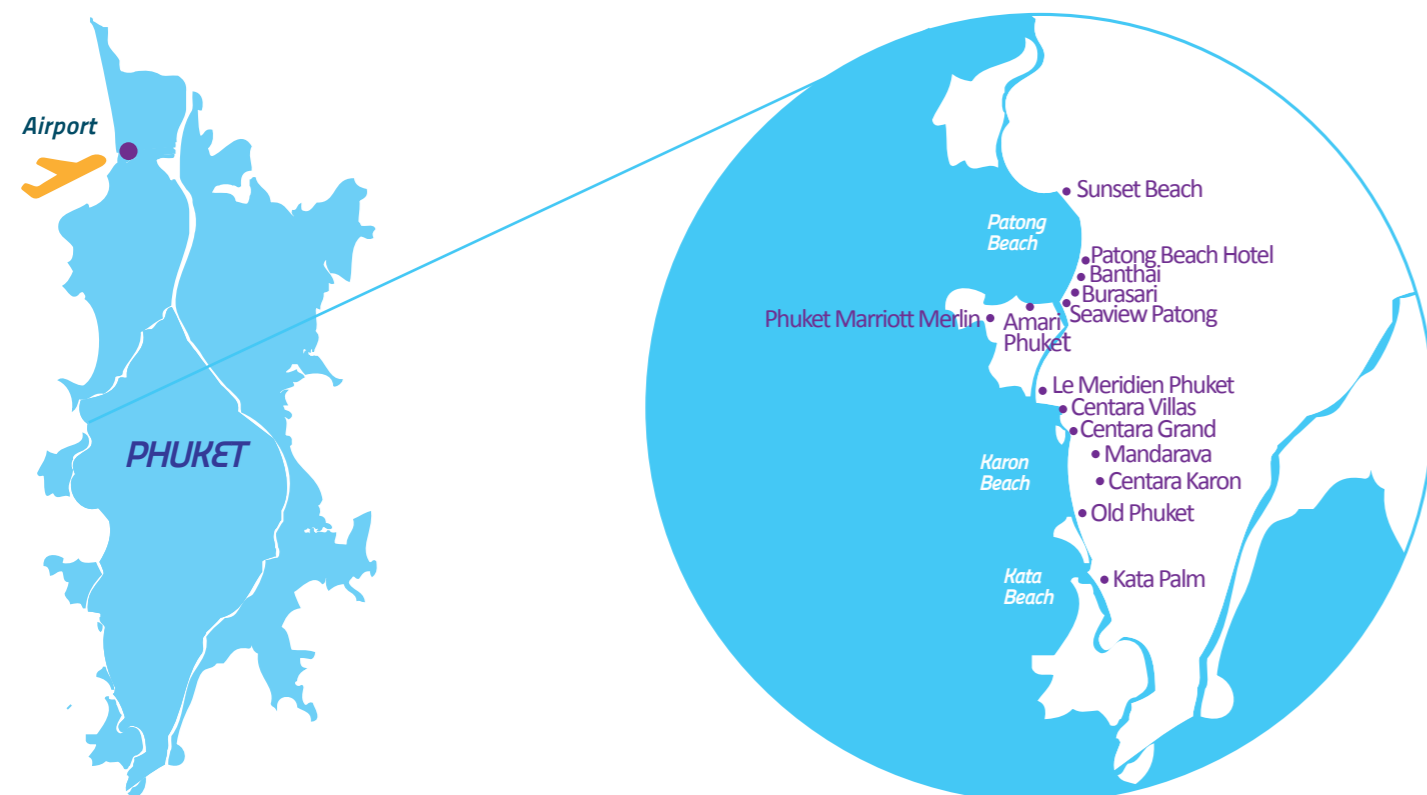 Airport
PHUKET
Sunset Beach
Patong
Beach
Patong Beach Hotel
Banthai
Burasari
Seaview Patong
Phuket Marriott Merlin
Amari
Phuket
Le Meridien Phuket
Centara Villas
Centara Grand
Mandarava
Karon
Beach
Centara Karon
Old Phuket
Kata
Beach
Kata Palm